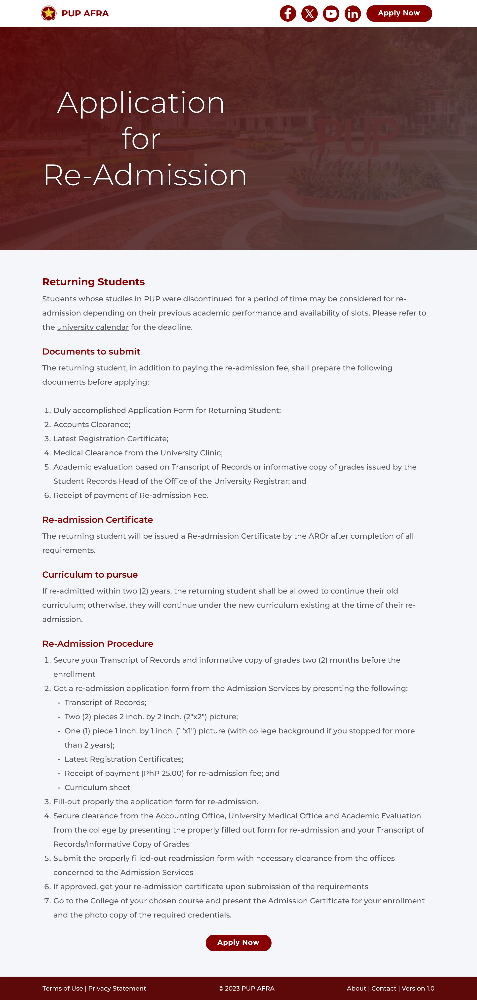 PUP AFRA
Apply Now
Application
for
Re-Admission
PUP
Returning Students
Students whose studies in PUP were discontinued for a period of time may be considered for re-
admission depending on their previous academic performance and availability of slots. Please refer to
the university calendar for the deadline.
Documents to submit
The returning student, in addition to paying the re-admission fee, shall prepare the following
documents before applying:
1. Duly accomplished Application Form for Returning Student;
2. Accounts Clearance;
3. Latest Registration Certificate;
4. Medical Clearance from the University Clinic;
5. Academic evaluation based on Transcript of Records or informative copy of grades issued by the
Student Records Head of the Office of the University Registrar; and
6. Receipt of payment of Re-admission Fee.
Re-admission Certificate
The returning student will be issued a Re-admission Certificate by the AROr after completion of all
requirements.
Curriculum to pursue
If re-admitted within two (2) years, the returning student shall be allowed to continue their old
curriculum; otherwise, they will continue under the new curriculum existing at the time of their re-
admission.
Re-Admission Procedure
1. Secure your Transcript of Records and informative copy of grades two (2) months before the
enrollment
2. Get a re-admission application form from the Admission Services by presenting the following:
• Transcript of Records;
• Two (2) pieces 2 inch. by 2 inch. (2"x2") picture;
• One (1) piece 1 inch. by 1 inch. (1"x1") picture (with college background if you stopped for more
than 2 years);
• Latest Registration Certificates;
• Receipt of payment (PhP 25.00) for re-admission fee; and
• Curriculum sheet
3. Fill-out properly the application form for re-admission.
4. Secure clearance from the Accounting Office, University Medical Office and Academic Evaluation
from the college by presenting the properly filled out form for re-admission and your Transcript of
Records/Informative Copy of Grades
5. Submit the properly filled-out readmission form with necessary clearance from the offices
concerned to the Admission Services
6. If approved, get your re-admission certificate upon submission of the requirements
7. Go to the College of your chosen course and present the Admission Certificate for your enrollment
and the photo copy of the required credentials.
Apply Now
Terms of Use | Privacy Statement
© 2023 PUP AFRA
About | Contact | Version 1.0